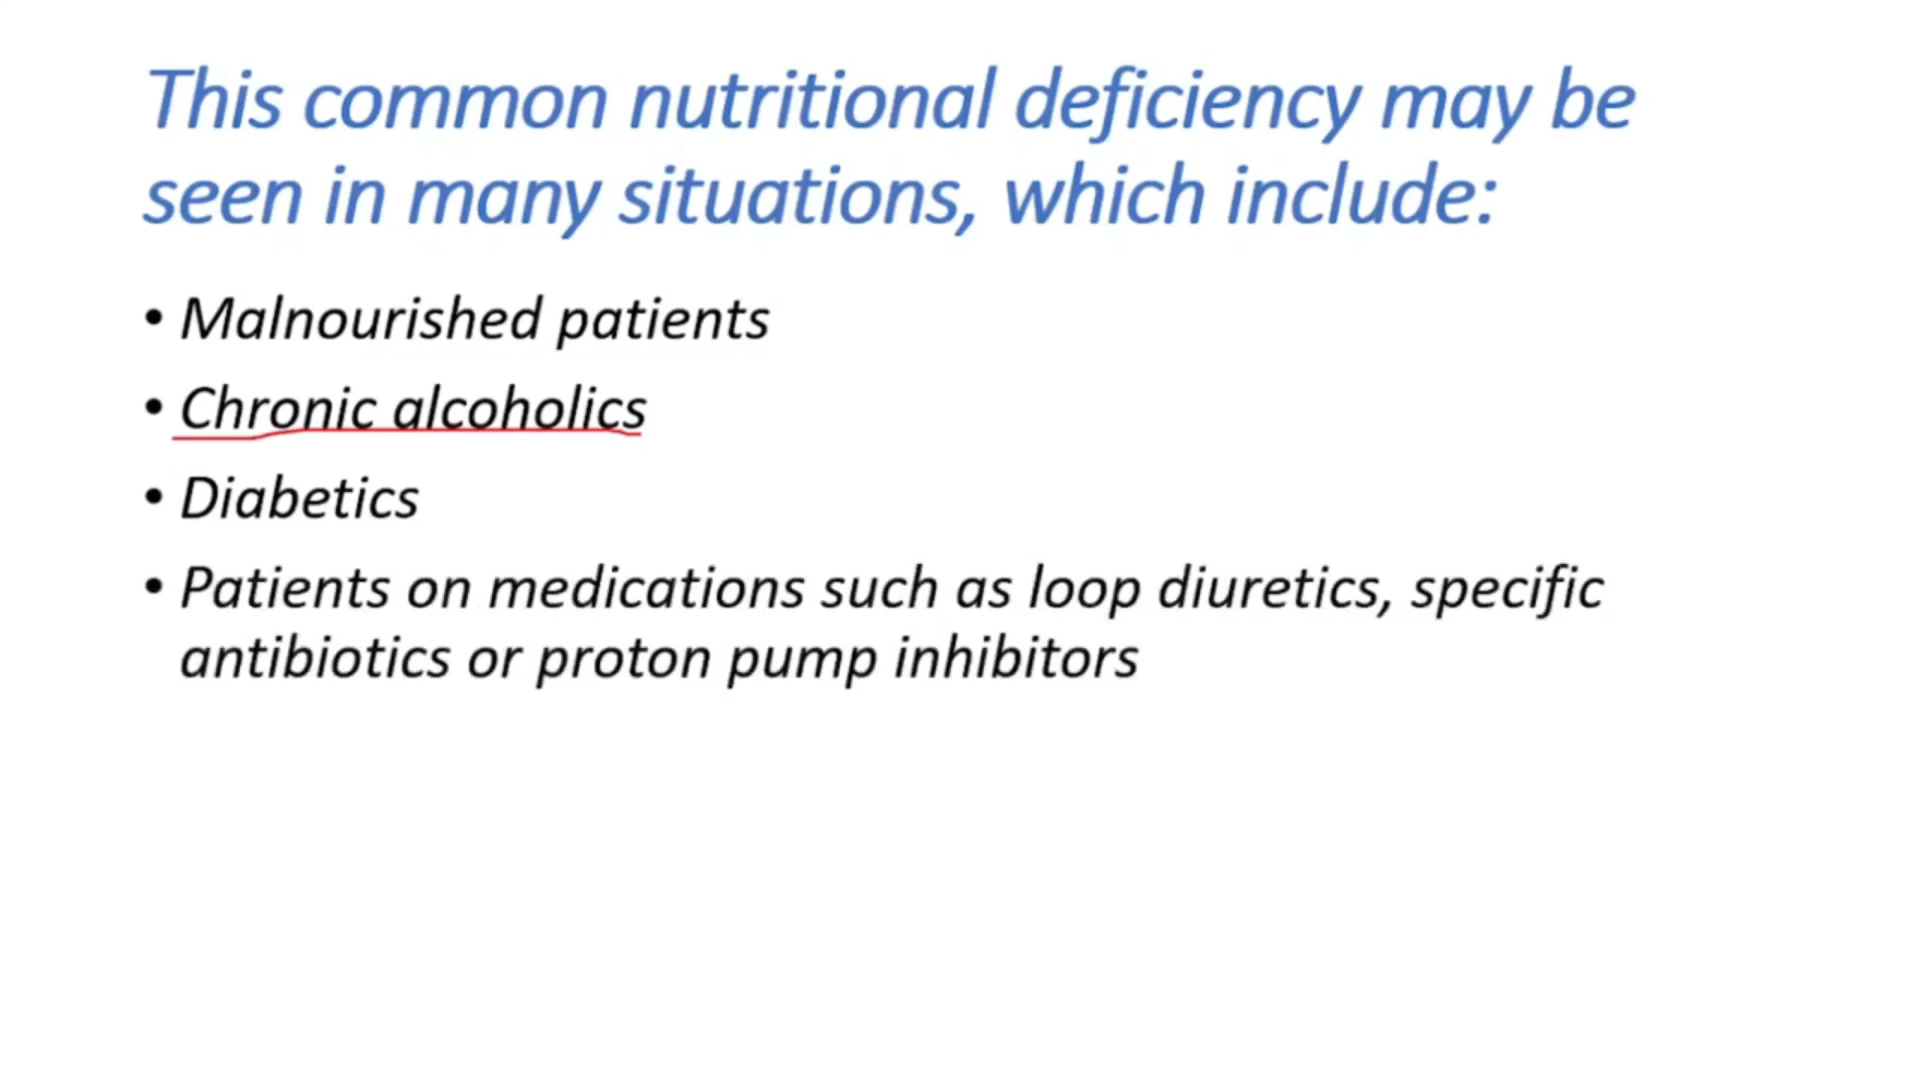 This common nutritional deficiency may be
seen in many situations, which include:
• Malnourished patients
• Chronic alcoholics
• Diabetics
• Patients on medications such as loop diuretics, specific
antibiotics or proton pump inhibitors